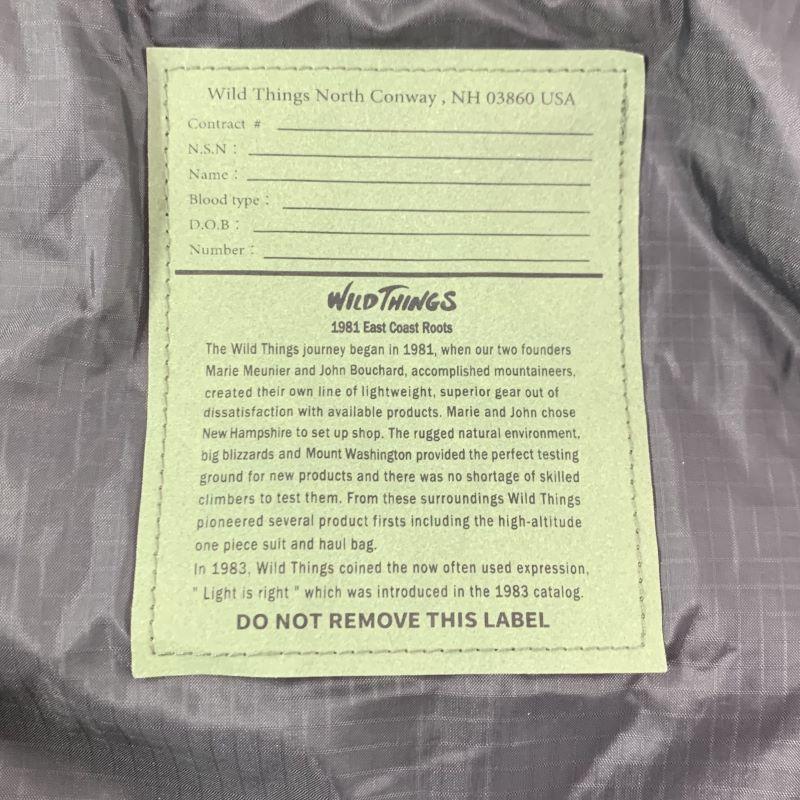 Wild Things North Conway , NH 03860 USA
Contract #
N.S.N :
Name :
Blood type :
D.O.B :
Number :
WILDTHINGS
1981 East Coast Roots
The Wild Things journey began in 1981, when our two founders
Marie Meunier and John Bouchard, accomplished mountaineers,
created their own line of lightweight, superior gear out of
dissatisfaction with available products. Marie and John chose
New Hampshire to set up shop. The rugged natural environment,
big blizzards and Mount Washington provided the perfect testing
ground for new products and there was no shortage of skilled
climbers to test them. From these surroundings Wild Things
pioneered several product firsts including the high-altitude
one piece suit and haul bag.
In 1983, Wild Things coined the now often used expression,
" Light is right " which was introduced in the 1983 catalog.
DO NOT REMOVE THIS LABEL